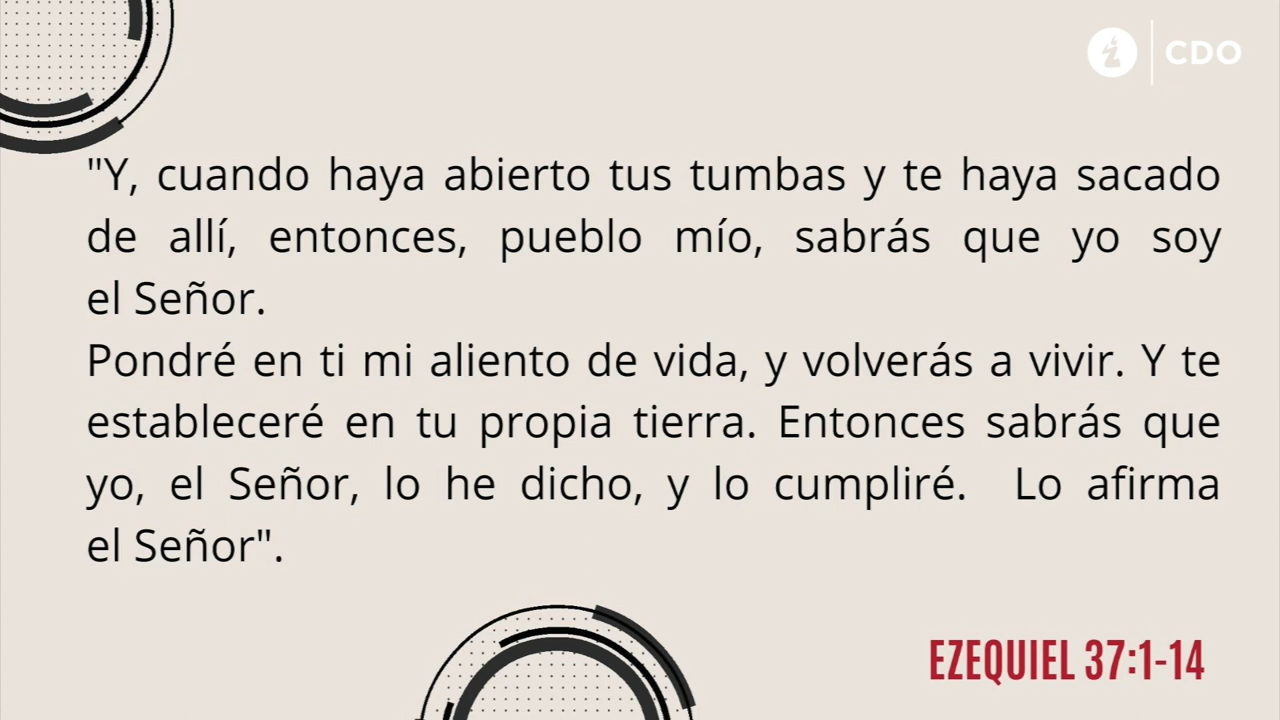 CDO
"Y, cuando haya abierto tus tumbas y te haya sacado
de allí, entonces, pueblo mío, sabrás que yo soy
el Señor.
Pondré en ti mi aliento de vida, y volverás a vivir. Y te
estableceré en tu propia tierra. Entonces sabrás que
yo, el Señor, lo he dicho, y lo cumpliré.  Lo afirma
el Señor".
EZEQUIEL 37:1-14